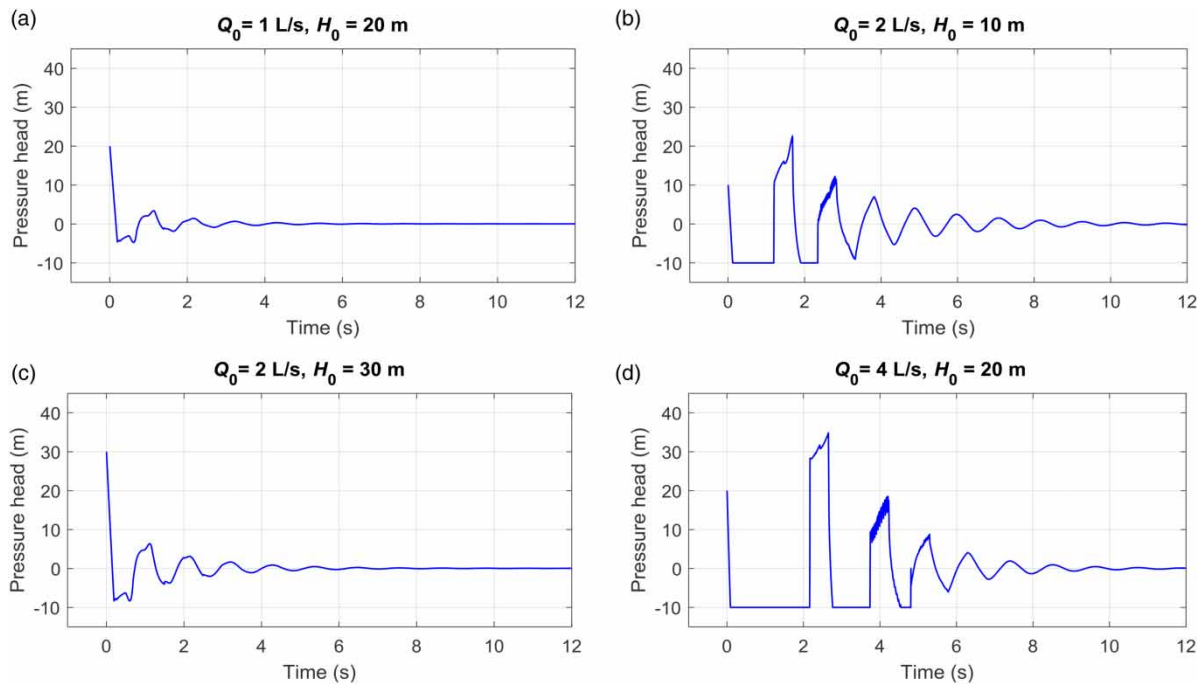 (a)
Q0= 1 L/s, H0 = 20 m
Pressure head (m)
40
30
20
10
0
-10
0 2 4 6 8 10 12
Time (s)
(b)
Q0= 2 L/s, H0 = 10 m
Pressure head (m)
40
30
20
10
0
-10
0 2 4 6 8 10 12
Time (s)
(c)
Q0= 2 L/s, H0 = 30 m
Pressure head (m)
40
30
20
10
0
-10
0 2 4 6 8 10 12
Time (s)
(d)
Q0= 4 L/s, H0 = 20 m
Pressure head (m)
40
30
20
10
0
-10
0 2 4 6 8 10 12
Time (s)